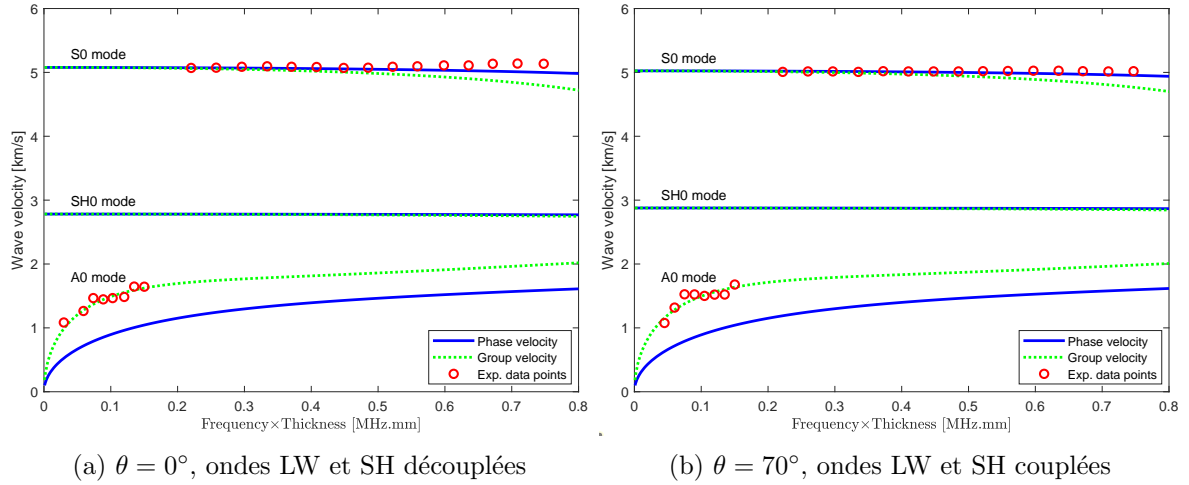 6
5
4
3
2
1
0
Wave velocity [km/s]
S0 mode
SH0 mode
A0 mode
Phase velocity
Group velocity
Exp. data points
0 0.1 0.2 0.3 0.4 0.5 0.6 0.7 0.8
Frequency×Thickness [MHz.mm]
(a) θ = 0°, ondes LW et SH découplées
6
5
4
3
2
1
0
Wave velocity [km/s]
S0 mode
SH0 mode
A0 mode
Phase velocity
Group velocity
Exp. data points
0 0.1 0.2 0.3 0.4 0.5 0.6 0.7 0.8
Frequency×Thickness [MHz.mm]
(b) θ = 70°, ondes LW et SH couplées